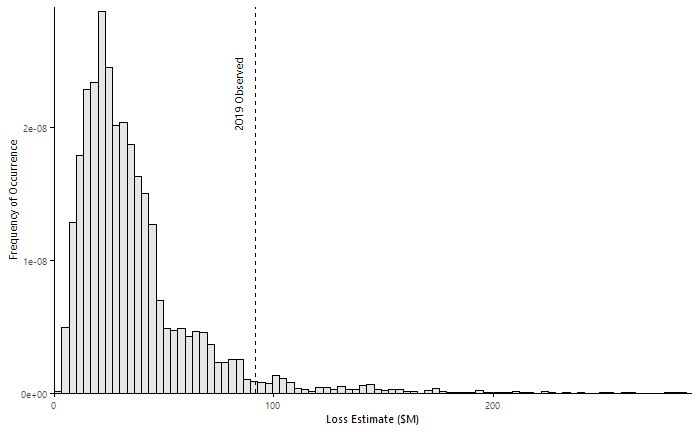 2e-08
1e-08
0e+00
Frequency of Occurrence
2019 Observed
0
100
200
Loss Estimate ($M)